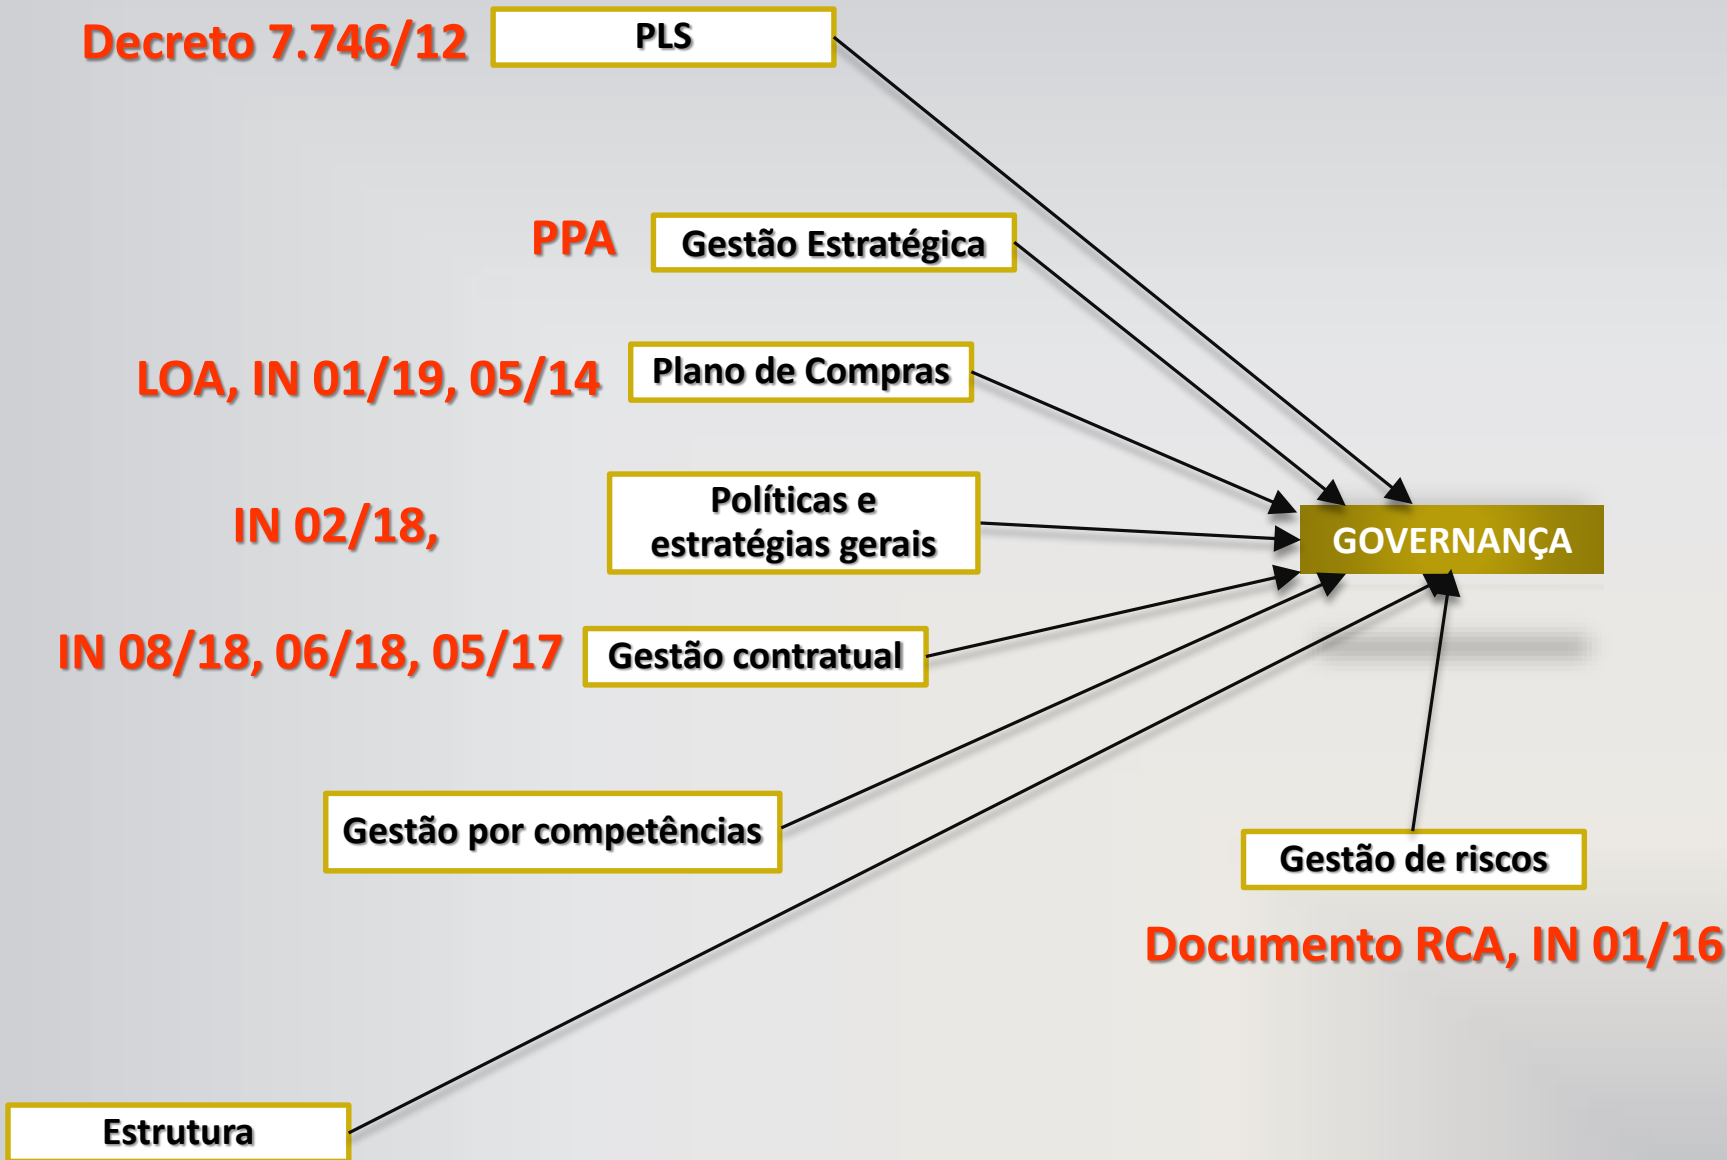 Decreto 7.746/12
PLS
PPA
Gestão Estratégica
LOA, IN 01/19, 05/14
Plano de Compras
IN 02/18,
Políticas e
estratégias gerais
GOVERNANÇA
IN 08/18, 06/18, 05/17
Gestão contratual
Gestão por competências
Gestão de riscos
Documento RCA, IN 01/16
Estrutura